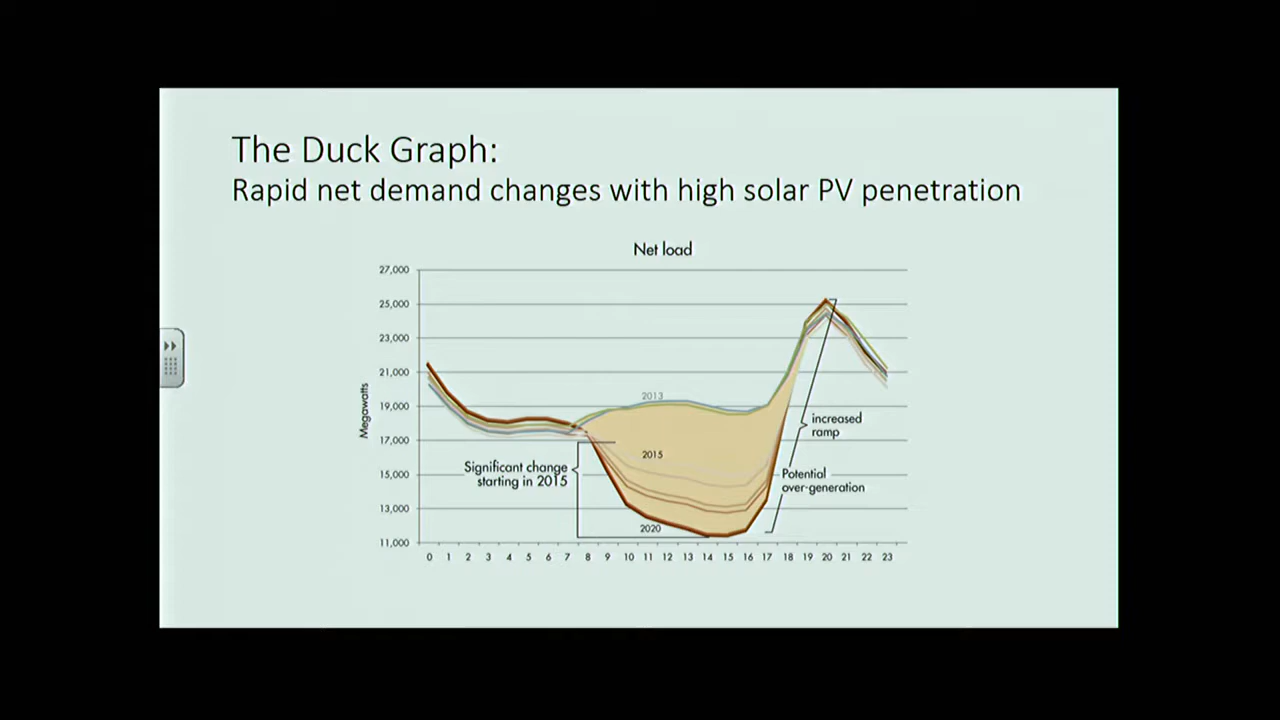 The Duck Graph:
Rapid net demand changes with high solar PV penetration
Net load
27,000
25,000
23,000
21,000
19,000
17,000
15,000
13,000
11,000
Megawatts
2013
2015
2020
Significant change
starting in 2015
increased
ramp
Potential
over-generation
0 1 2 3 4 5 6 7 8 9 10 11 12 13 14 15 16 17 18 19 20 21 22 23